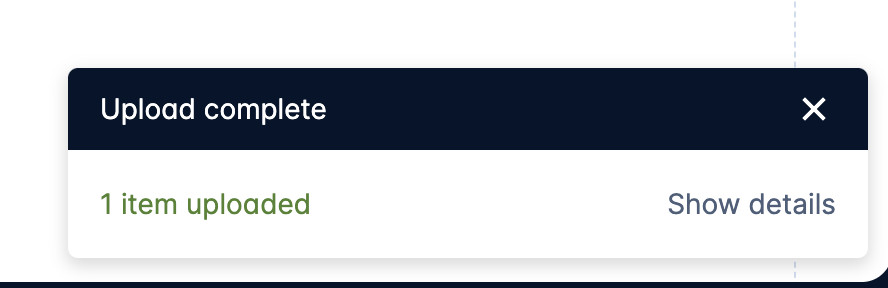 Upload complete
1 item uploaded
Show details